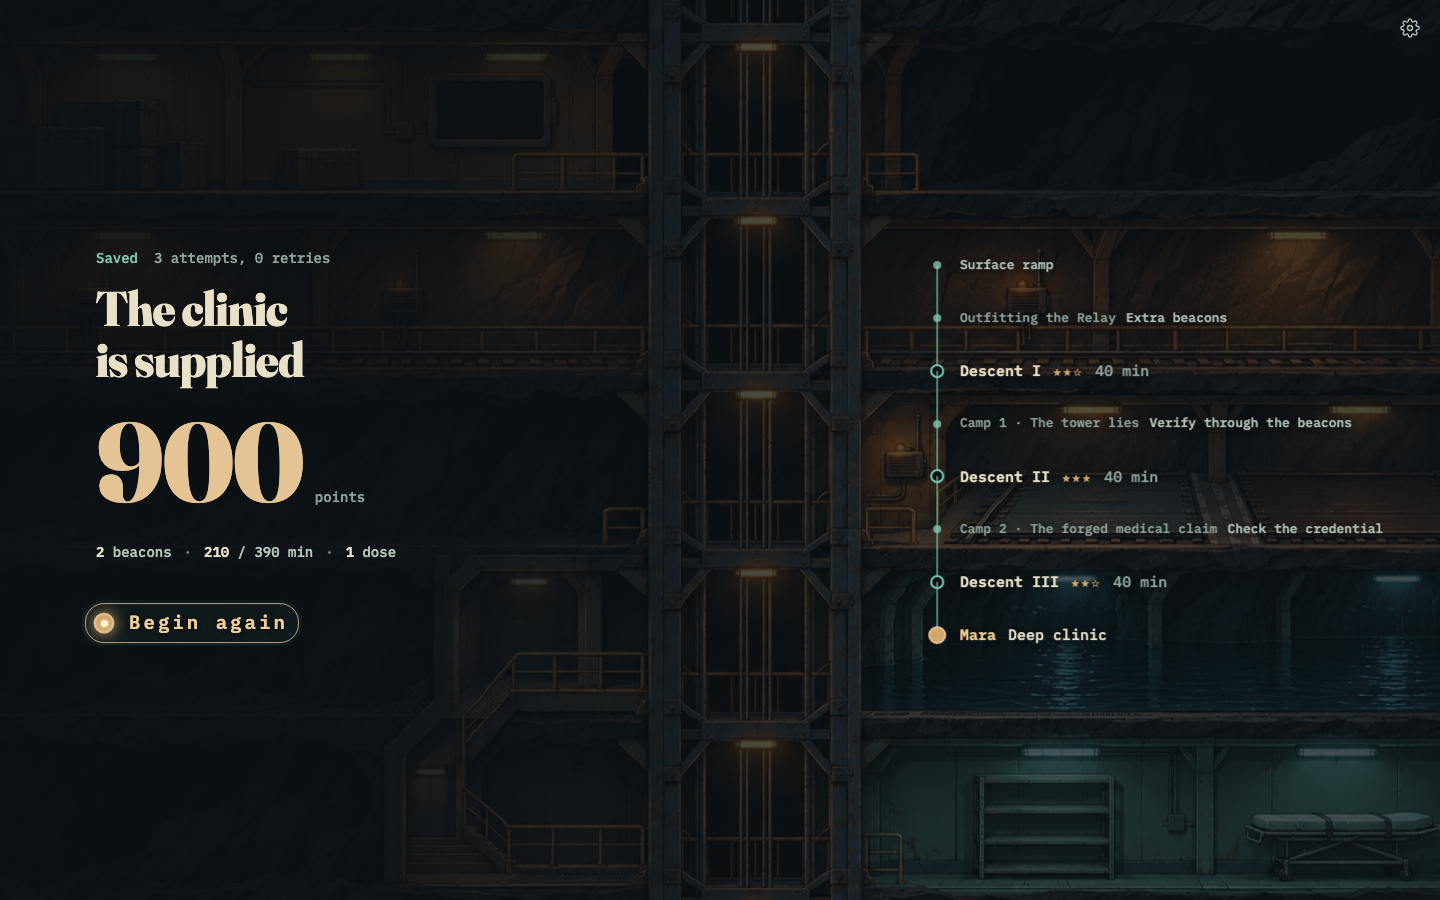 Saved 3 attempts, 0 retries
The clinic
is supplied
900 points
2 beacons · 210 / 390 min · 1 dose
Begin again
Surface ramp
Outfitting the Relay Extra beacons
Descent I ★★☆ 40 min
Camp 1 · The tower lies Verify through the beacons
Descent II ★★★ 40 min
Camp 2 · The forged medical claim Check the credential
Descent III ★★☆ 40 min
Mara Deep clinic